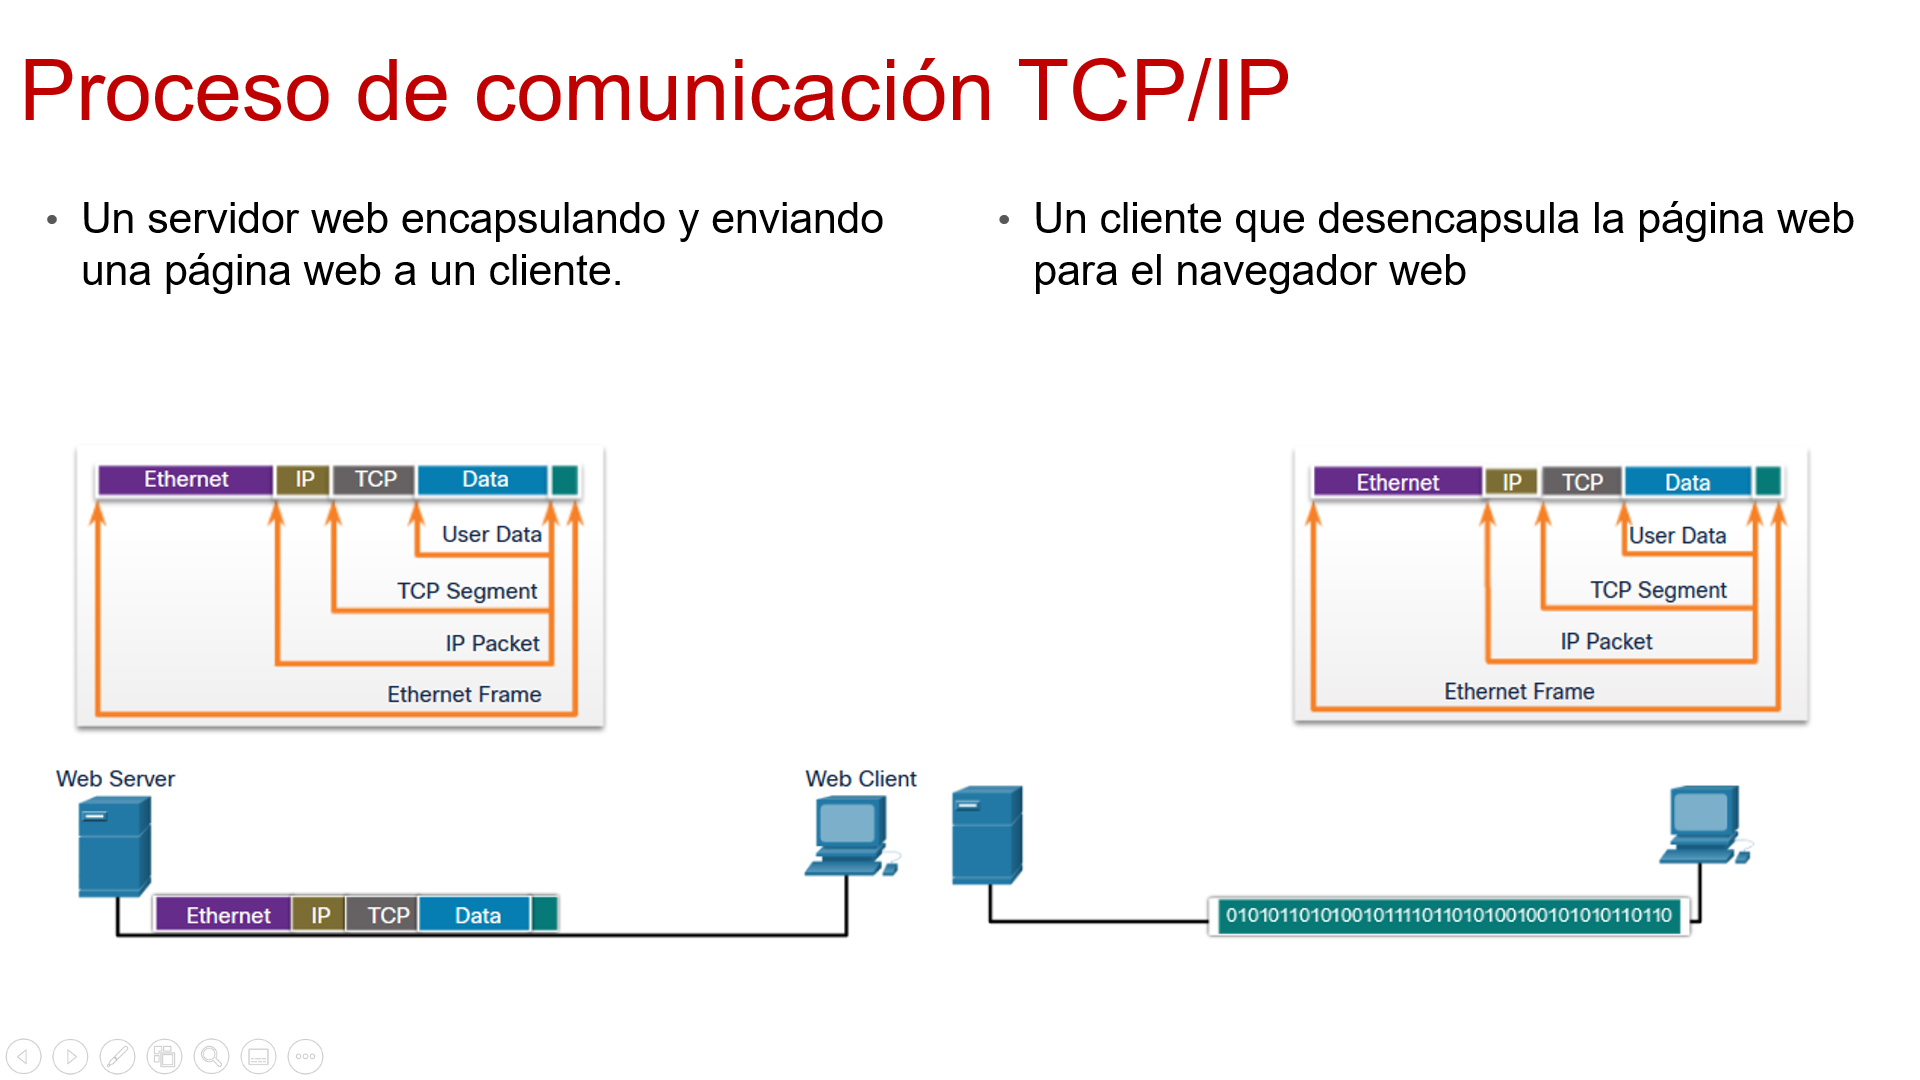 Proceso de comunicación TCP/IP
• Un servidor web encapsulando y enviando
una página web a un cliente.
• Un cliente que desencapsula la página web
para el navegador web
Ethernet IP TCP Data
User Data
TCP Segment
IP Packet
Ethernet Frame
Web Server
Web Client
Ethernet IP TCP Data
Ethernet IP TCP Data
User Data
TCP Segment
IP Packet
Ethernet Frame
0101011010100101111011010100100101010110110